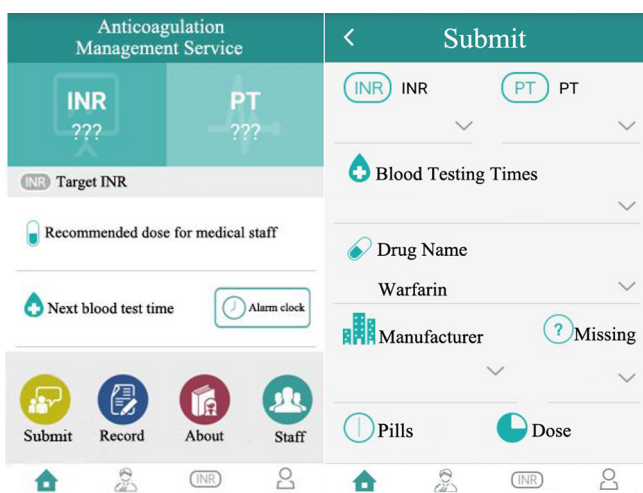 Anticoagulation
Management Service
INR
PT
???
???
INR Target INR
Recommended dose for medical staff
Next blood test time
Alarm clock
Submit
Record
About
Staff
INR
Submit
INR INR
PT PT
Blood Testing Times
Drug Name
Warfarin
Manufacturer
? Missing
Pills
Dose
INR